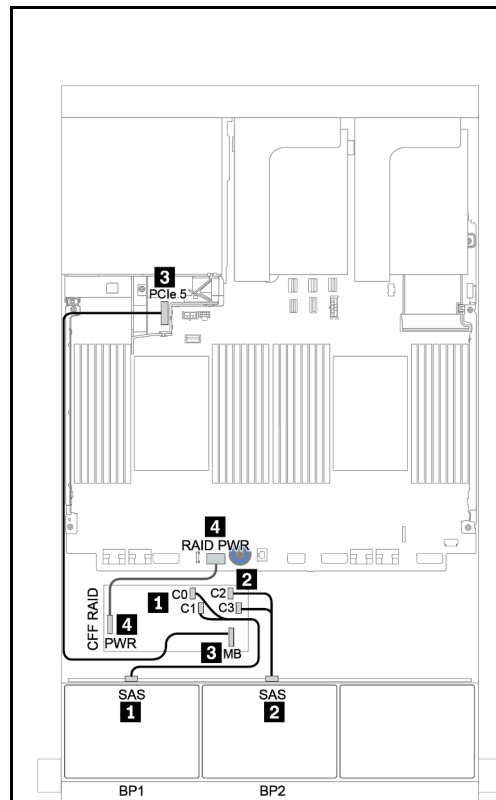 3
PCIe 5
4
RAID PWR
CFF RAID
1
C0
C1
2
C2
C3
4
PWR
3
MB
SAS
1
SAS
2
BP1
BP2